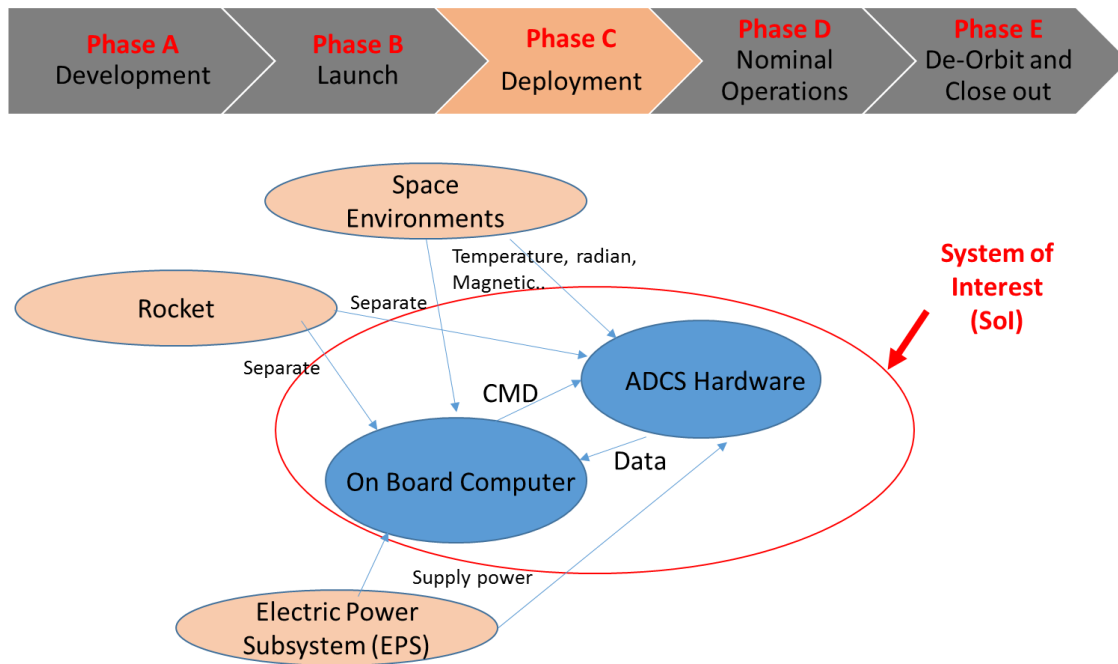 Phase A
Development
Phase B
Launch
Phase C
Deployment
Phase D
Nominal
Operations
Phase E
De-Orbit and
Close out
Space
Environments
Temperature, radian,
Magnetic..
System of
Interest
(SoI)
Rocket
Separate
Separate
ADCS Hardware
CMD
Data
On Board Computer
Supply power
Electric Power
Subsystem (EPS)